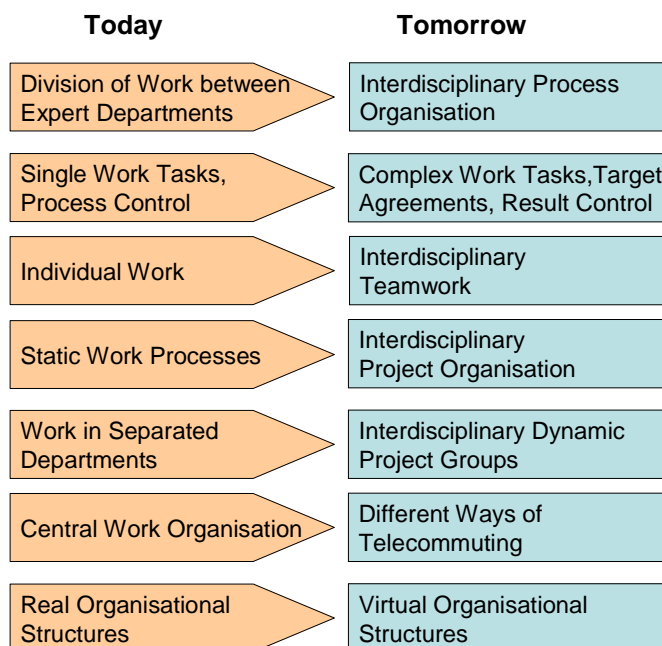 Today
Tomorrow
Division of Work between
Expert Departments
Interdisciplinary Process
Organisation
Single Work Tasks,
Process Control
Complex Work Tasks,Target
Agreements, Result Control
Individual Work
Interdisciplinary
Teamwork
Static Work Processes
Interdisciplinary
Project Organisation
Work in Separated
Departments
Interdisciplinary Dynamic
Project Groups
Central Work Organisation
Different Ways of
Telecommuting
Real Organisational
Structures
Virtual Organisational
Structures